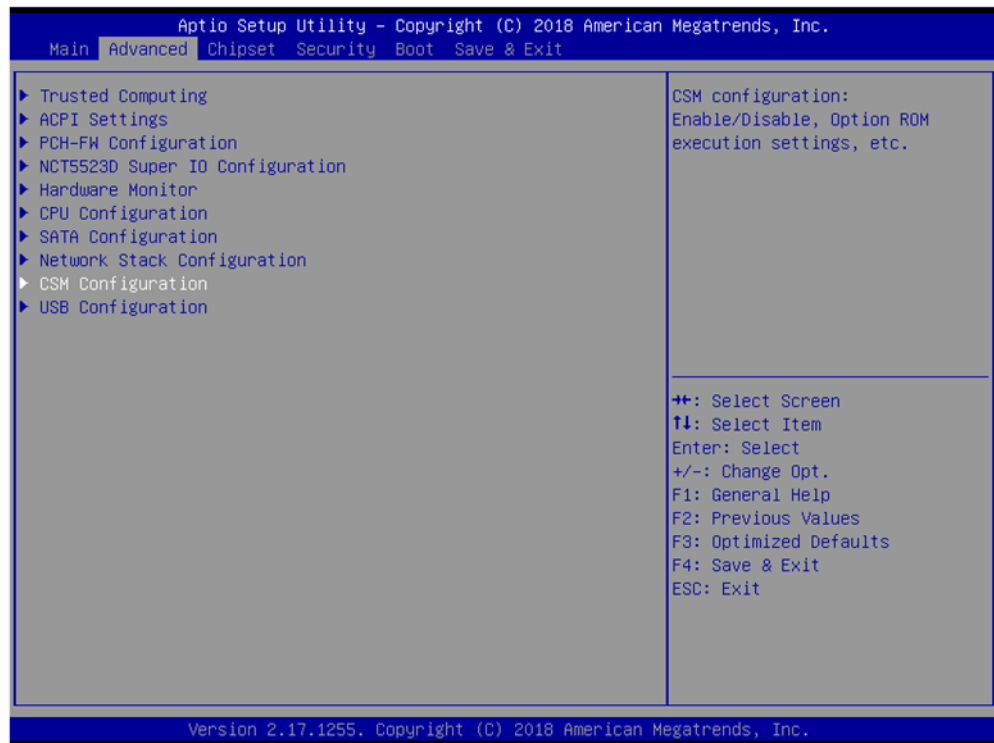 Aptio Setup Utility – Copyright (C) 2018 American Megatrends, Inc.
Main Advanced Chipset Security Boot Save & Exit
▶ Trusted Computing
▶ ACPI Settings
▶ PCH-FW Configuration
▶ NCT5523D Super IO Configuration
▶ Hardware Monitor
▶ CPU Configuration
▶ SATA Configuration
▶ Network Stack Configuration
▶ CSM Configuration
▶ USB Configuration
CSM configuration:
Enable/Disable, Option ROM
execution settings, etc.
→←: Select Screen
↑↓: Select Item
Enter: Select
+/-: Change Opt.
F1: General Help
F2: Previous Values
F3: Optimized Defaults
F4: Save & Exit
ESC: Exit
Version 2.17.1255. Copyright (C) 2018 American Megatrends, Inc.